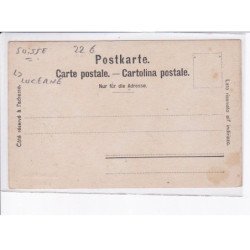 SUISSE
22 €
LUCERNE
Postkarte.
Carte postale. — Cartolina postale.
Nur für die Adresse.
Côté réservé à l'adresse.
Lato riservato all' indirizzo.